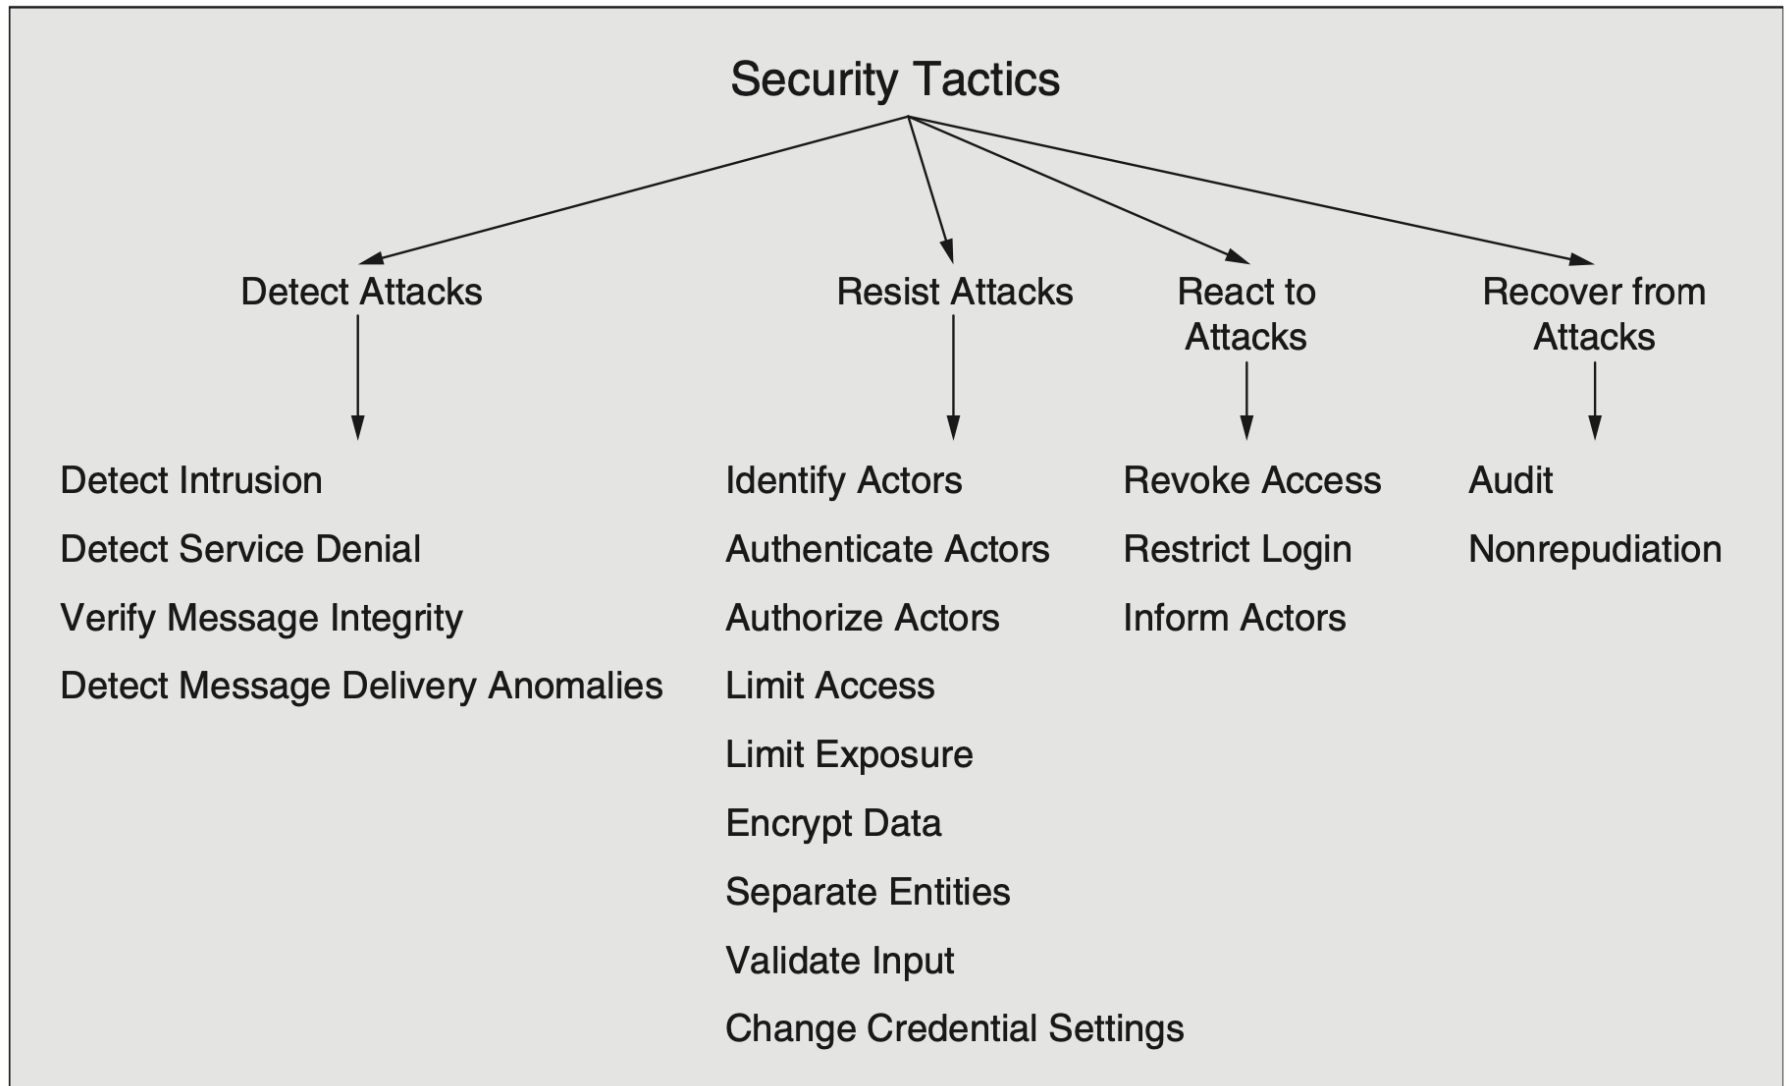 Security Tactics
Detect Attacks
Resist Attacks
React to
Attacks
Recover from
Attacks
Detect Intrusion
Detect Service Denial
Verify Message Integrity
Detect Message Delivery Anomalies
Identify Actors
Authenticate Actors
Authorize Actors
Limit Access
Limit Exposure
Encrypt Data
Separate Entities
Validate Input
Change Credential Settings
Revoke Access
Restrict Login
Inform Actors
Audit
Nonrepudiation